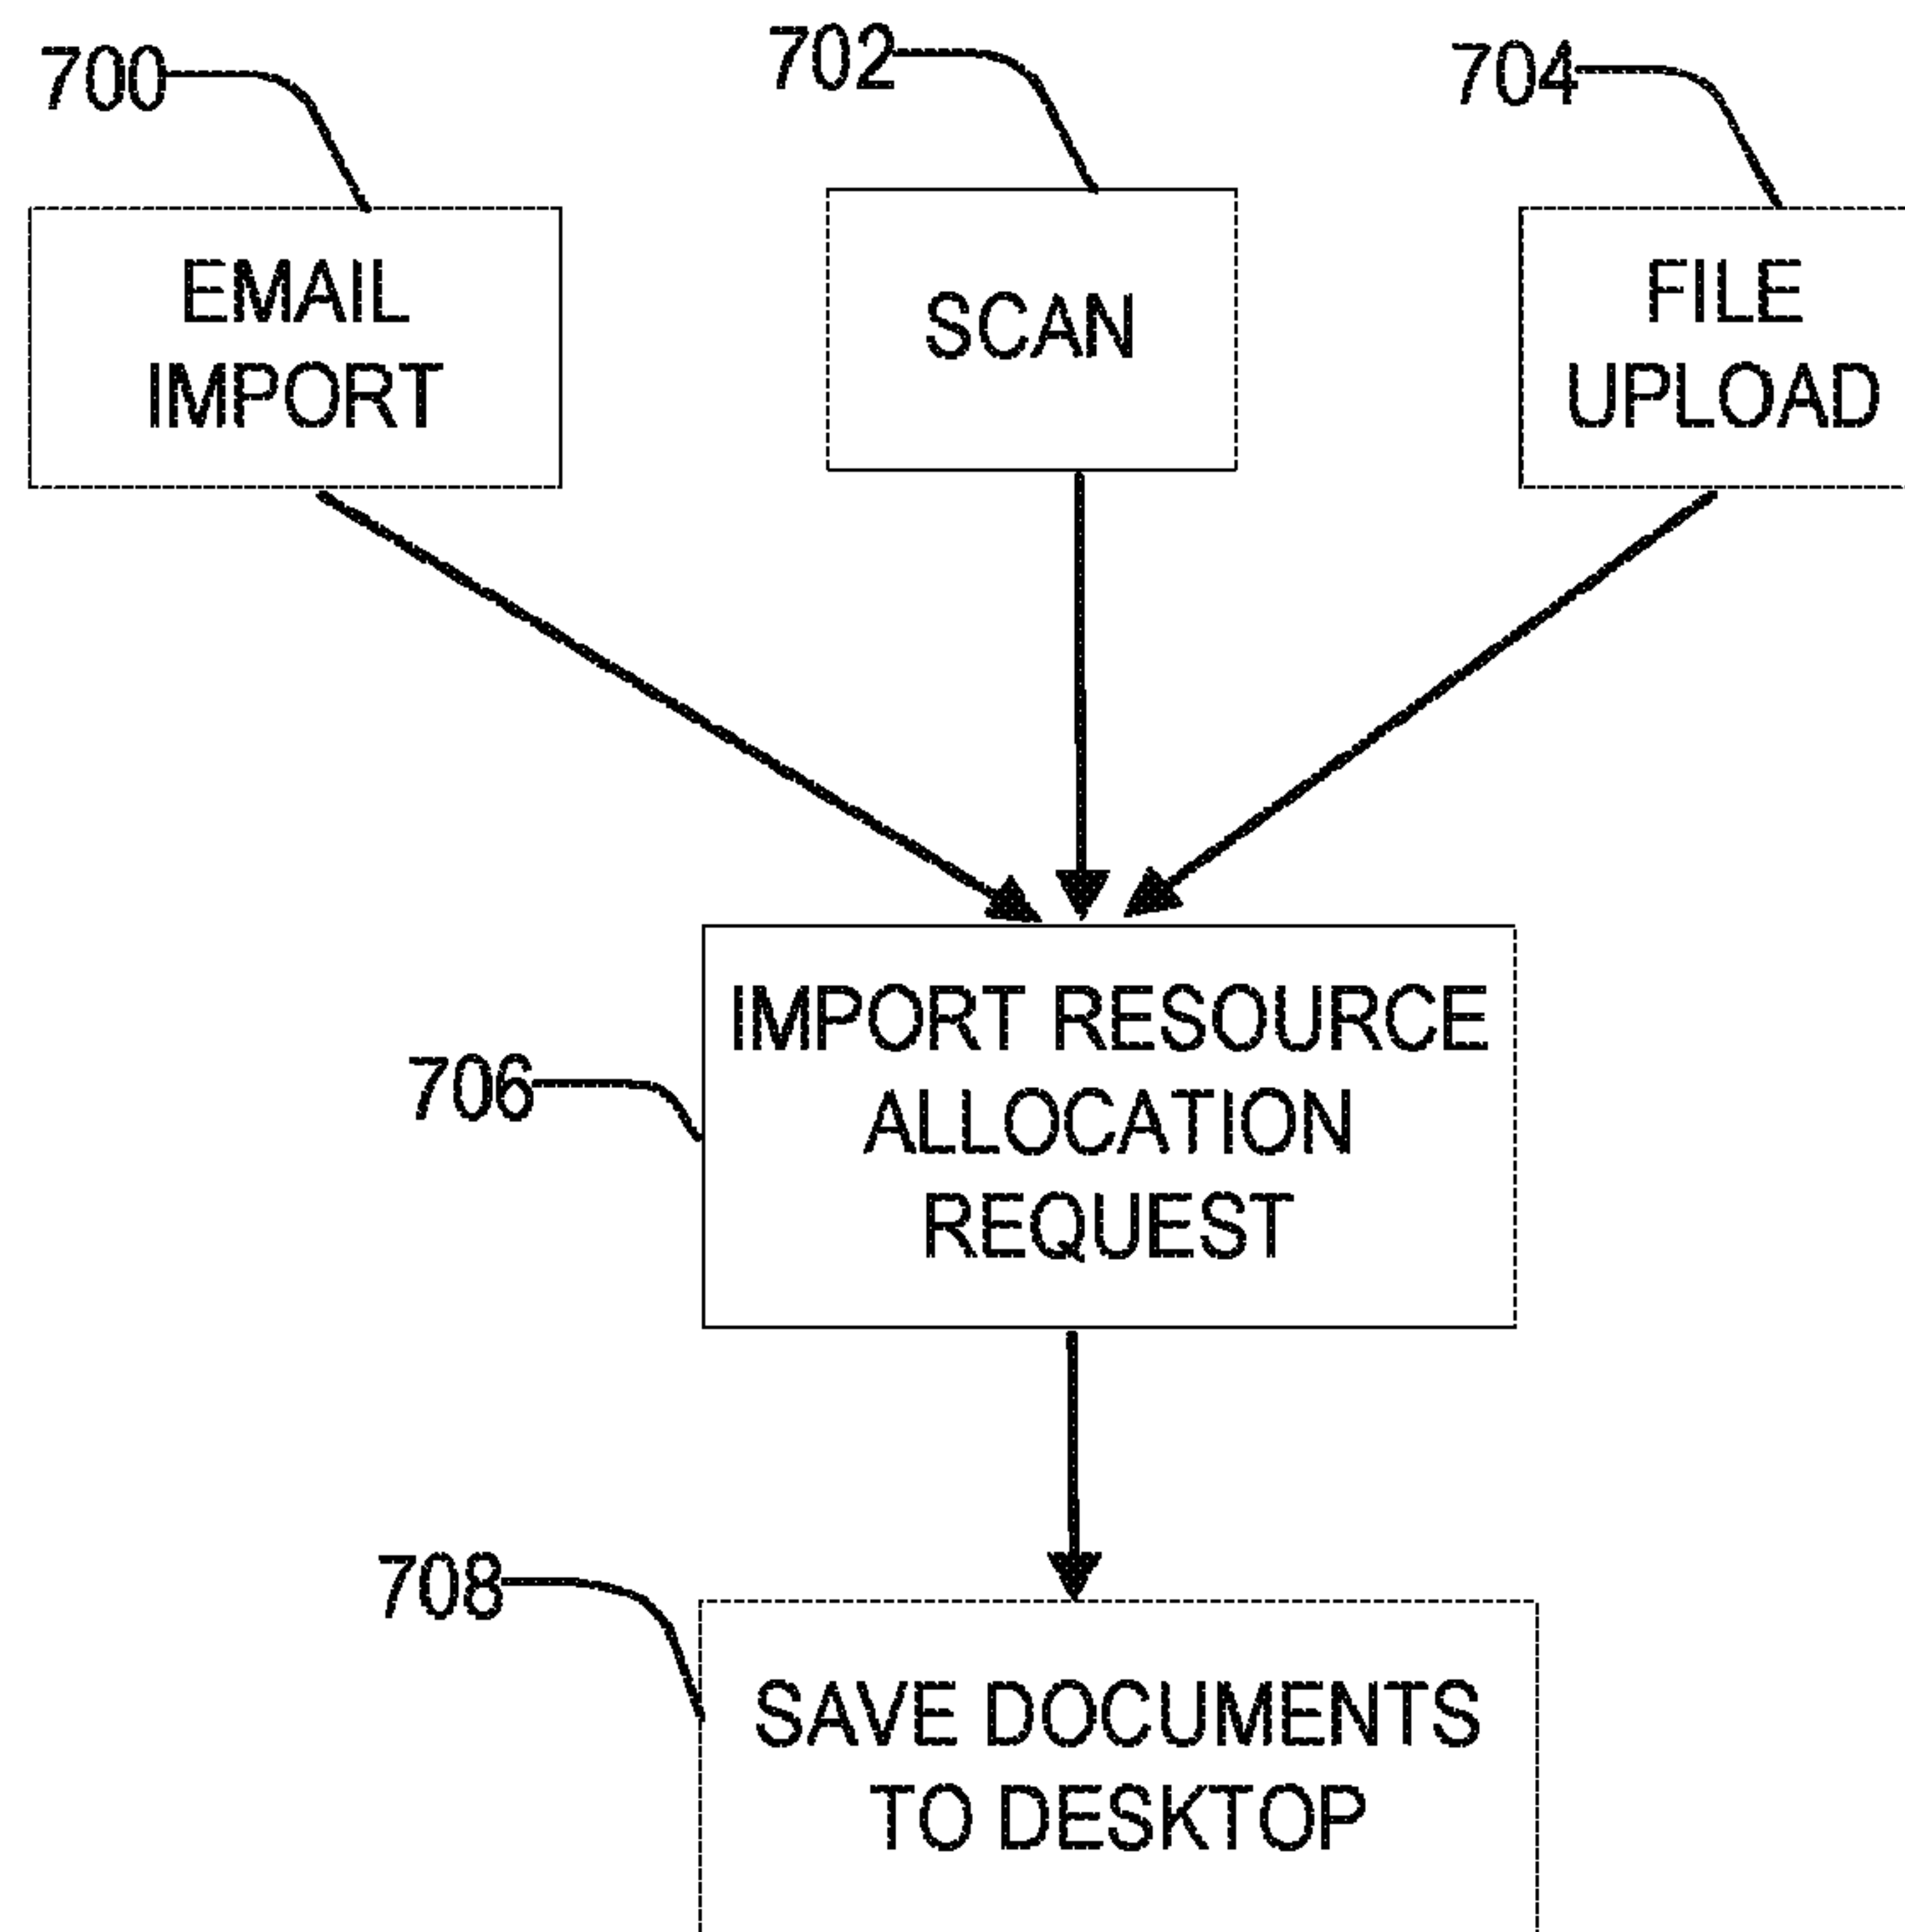 700
702
704
EMAIL
IMPORT
SCAN
FILE
UPLOAD
706
IMPORT RESOURCE
ALLOCATION
REQUEST
708
SAVE DOCUMENTS
TO DESKTOP